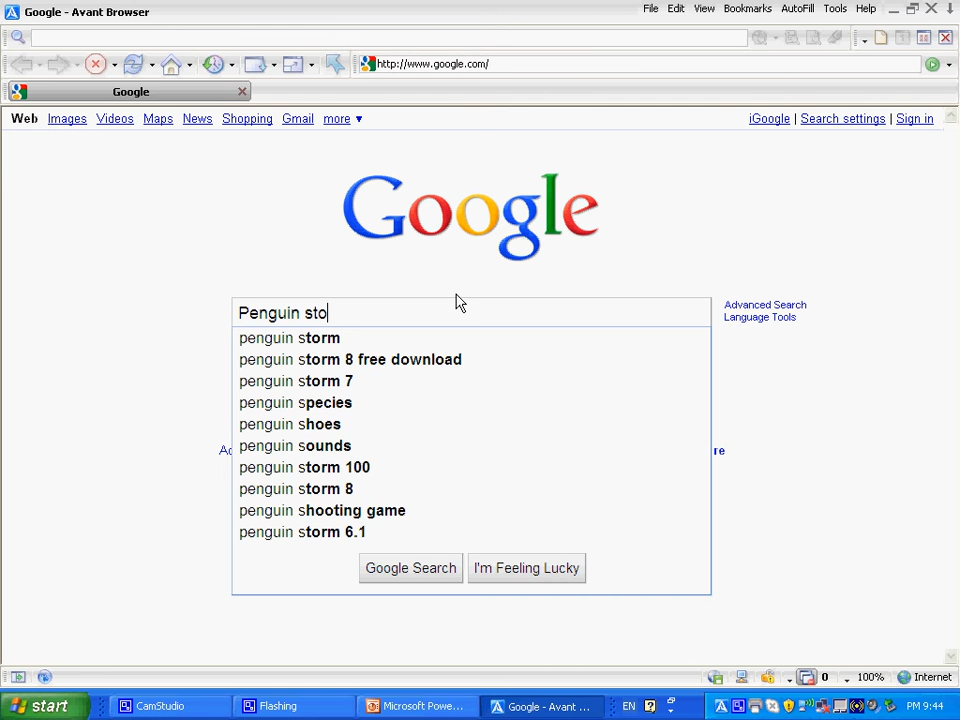 Google - Avant Browser
File Edit View Bookmarks AutoFill Tools Help
http://www.google.com/
Google
Web Images Videos Maps News Shopping Gmail more ▼
iGoogle | Search settings | Sign in
Google
Penguin sto
Advanced Search
Language Tools
penguin storm
penguin storm 8 free download
penguin storm 7
penguin species
penguin shoes
penguin sounds
Ad
re
penguin storm 100
penguin storm 8
penguin shooting game
penguin storm 6.1
Google Search I'm Feeling Lucky
0 100% Internet
start CamStudio Flashing Microsoft Powe... Google - Avant ... EN PM 9:44